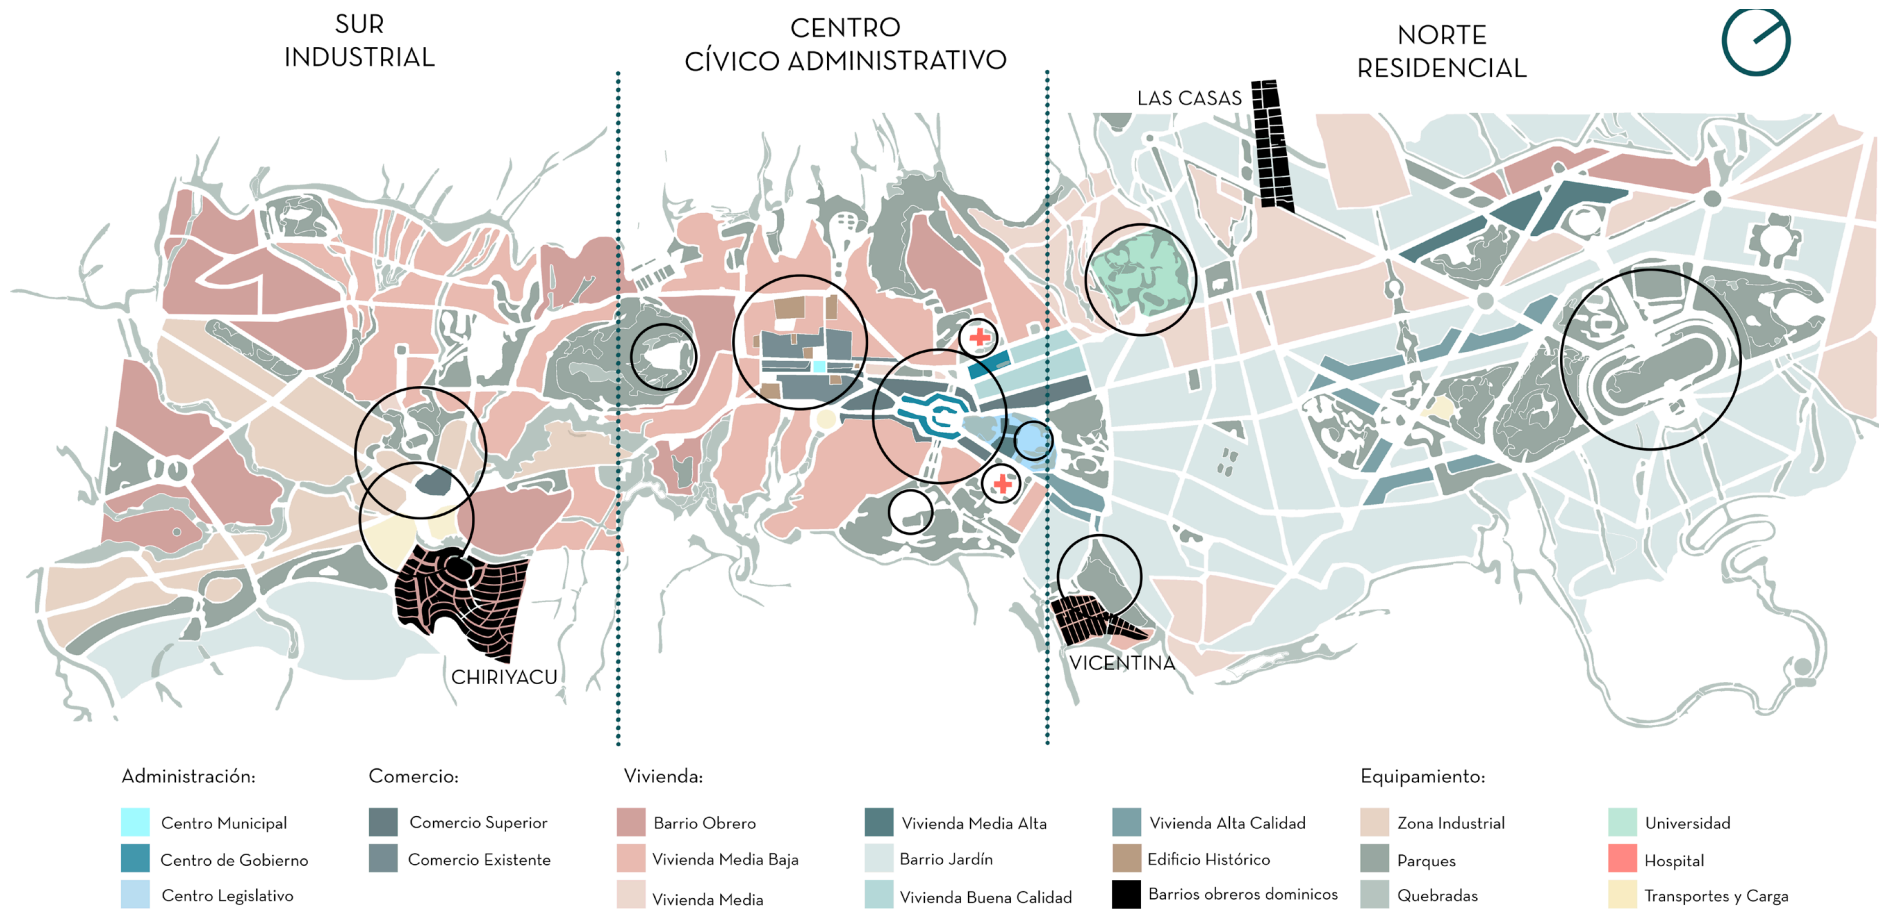 SUR
INDUSTRIAL
CENTRO
CÍVICO ADMINISTRATIVO
NORTE
RESIDENCIAL
LAS CASAS
CHIRIYACU
VICENTINA
Administración:
Centro Municipal
Centro de Gobierno
Centro Legislativo
Comercio:
Comercio Superior
Comercio Existente
Vivienda:
Barrio Obrero
Vivienda Media Baja
Vivienda Media
Vivienda Media Alta
Barrio Jardín
Vivienda Buena Calidad
Vivienda Alta Calidad
Edificio Histórico
Barrios obreros dominicos
Equipamiento:
Zona Industrial
Parques
Quebradas
Universidad
Hospital
Transportes y Carga